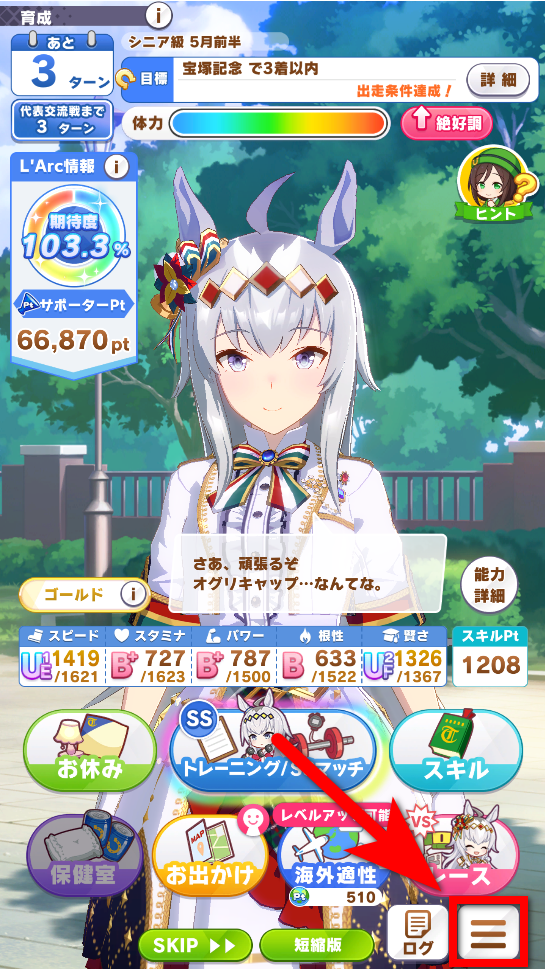 育成
i
あと
3 ターン
代表交流戦まで
3 ターン
シニア級 5月前半
目標
宝塚記念 で3着以内
出走条件達成！
詳細
体力
絶好調
L'Arc情報 i
期待度
103.3%
Pt サポーターPt
66,870pt
ヒント
さあ、頑張るぞ
オグリキャップ…なんてな。
ゴールド i
能力
詳細
スピード スタミナ パワー 根性 賢さ スキルPt
UE1 1419 /1621
B+ 727 /1623
B+ 787 /1500
B 633 /1522
UF2 1326 /1367
1208
お休み
SS
トレーニング/S マッチ
スキル
保健室
MAP
お出かけ
レベルアップ可能
海外適性
Pt 510
VS
レース
SKIP
短縮版
ログ